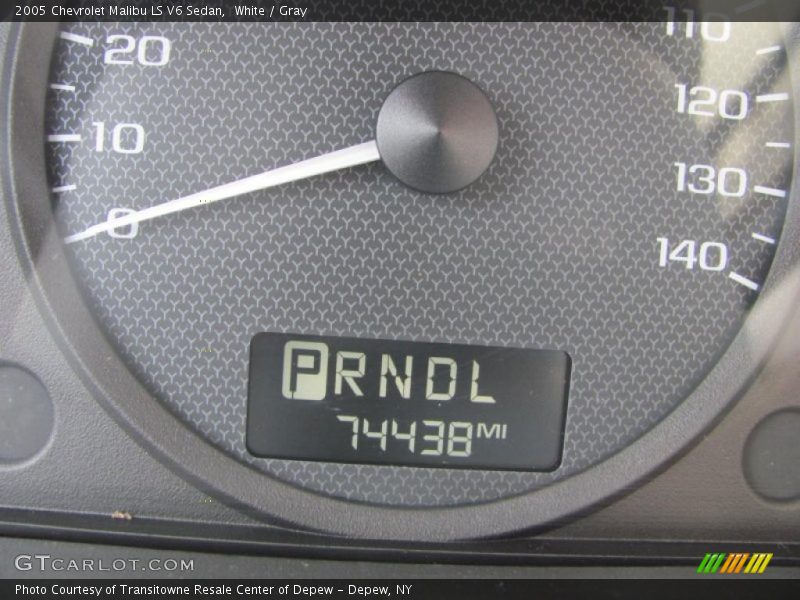 2005 Chevrolet Malibu LS V6 Sedan, White / Gray
110
20
120
10
130
0
140
PRNDL
74438 MI
GTCARLOT.COM
Photo Courtesy of Transitowne Resale Center of Depew - Depew, NY